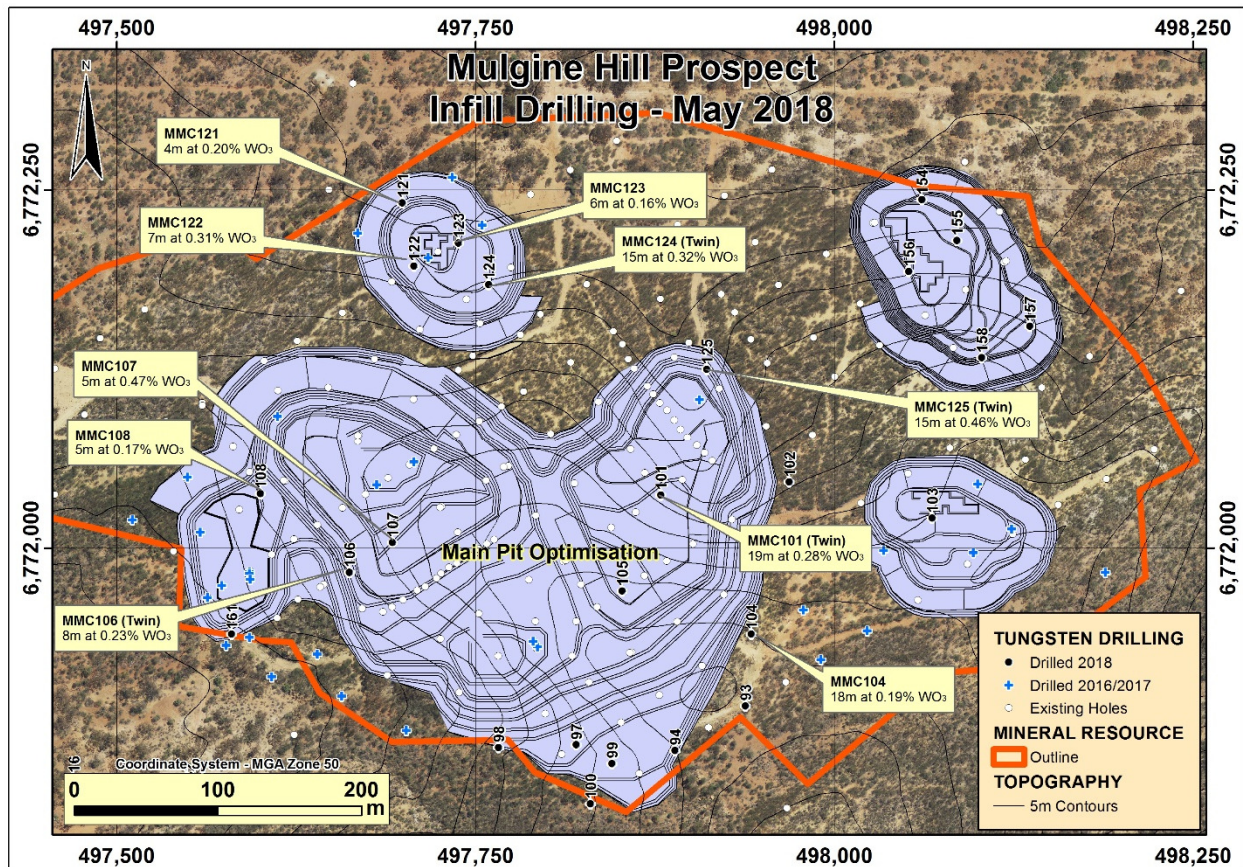 497,500 497,750 498,000 498,250
Mulgine Hill Prospect
Infill Drilling - May 2018
N
6,772,250
6,772,250
6,772,000
6,772,000
MMC121
4m at 0.20% WO₃
MMC122
7m at 0.31% WO₃
MMC123
6m at 0.16% WO₃
MMC124 (Twin)
15m at 0.32% WO₃
121
123
122
124
154
155
156
157
158
MMC107
5m at 0.47% WO₃
MMC108
5m at 0.17% WO₃
125
MMC125 (Twin)
15m at 0.46% WO₃
108
101
102
103
107
106
Main Pit Optimisation
105
MMC101 (Twin)
19m at 0.28% WO₃
MMC106 (Twin)
8m at 0.23% WO₃
161
104
MMC104
18m at 0.19% WO₃
93
98
97
99
94
100
16
Coordinate System - MGA Zone 50
0 100 200
m
TUNGSTEN DRILLING
Drilled 2018
Drilled 2016/2017
Existing Holes
MINERAL RESOURCE
Outline
TOPOGRAPHY
5m Contours
497,500 497,750 498,000 498,250